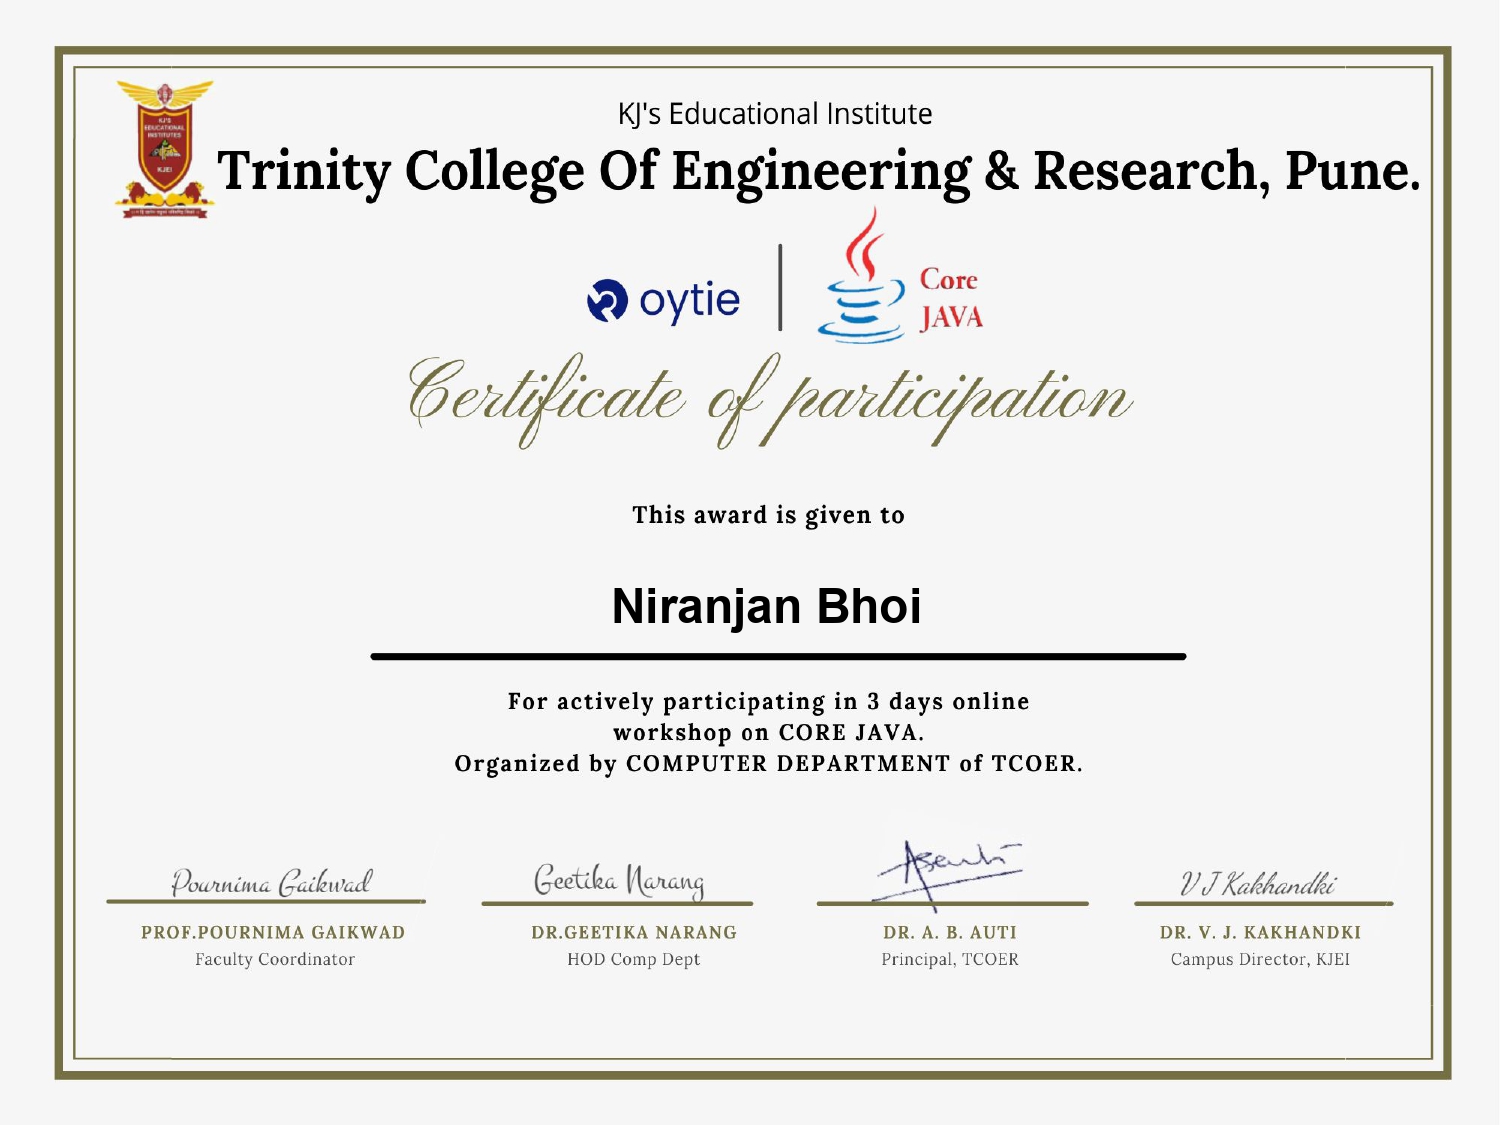 KJ's Educational Institute
KJ'S
EDUCATIONAL
INSTITUTES
KJEI
Trinity College Of Engineering & Research, Pune.
oytie
Core
JAVA
Certificate of participation
This award is given to
Niranjan Bhoi
For actively participating in 3 days online
workshop on CORE JAVA.
Organized by COMPUTER DEPARTMENT of TCOER.
Pournima Gaikwad
Geetika Narang
V J Kakhandki
PROF.POURNIMA GAIKWAD
DR.GEETIKA NARANG
DR. A. B. AUTI
DR. V. J. KAKHANDKI
Faculty Coordinator
HOD Comp Dept
Principal, TCOER
Campus Director, KJEI